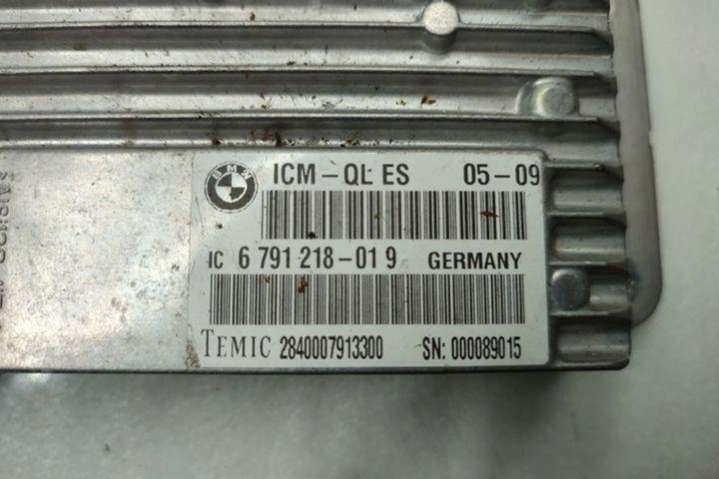 BMW
ICM-QL ES 05-09
IC 6 791 218-01 9 GERMANY
TEMIC 2840007913300 SN: 000089015